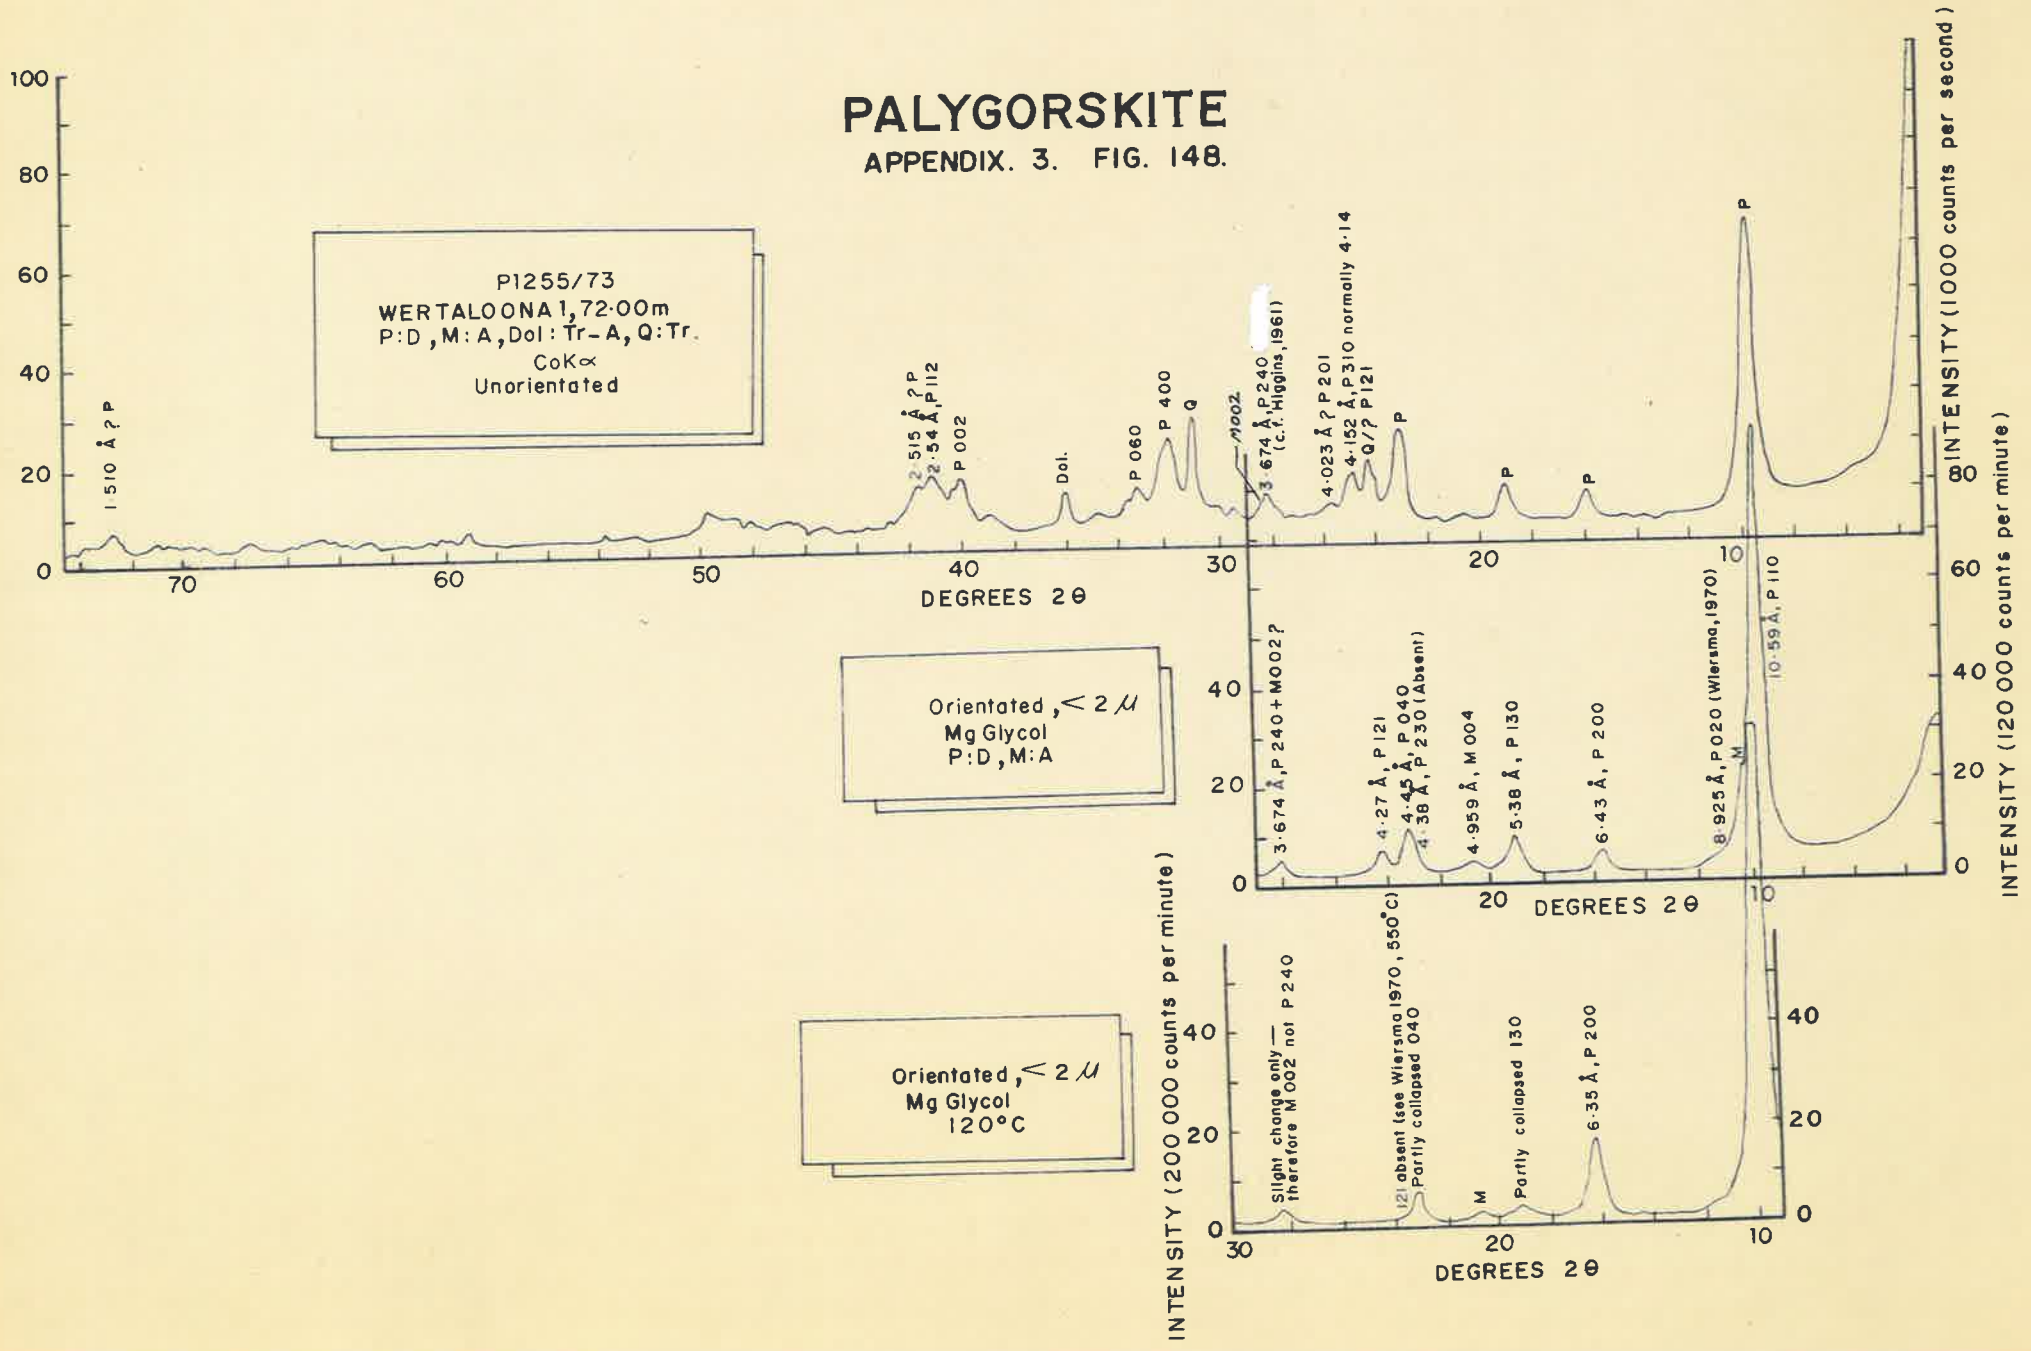 PALYGORSKITE
APPENDIX. 3. FIG. 148.
100
80
60
40
20
0
P1255/73
WERTALOONA 1, 72·00m
P:D, M:A, Dol: Tr-A, Q:Tr.
CoK∝
Unorientated
1·510 Å ? P
2·515 Å ? P
2·54 Å, P112
P 002
Dol.
P 060
P 400
Q
M002
3·674 Å, P 240
(c.f. Higgins, 1961)
4·023 Å ? P 201
4·152 Å, P310 normally 4·14
Q/? P 121
P
P
P
P
70
60
50
40
30
20
10
DEGREES 2θ
INTENSITY (1000 counts per second)
Orientated, < 2 μ
Mg Glycol
P:D, M:A
40
20
0
3·674 Å, P 240 + M002?
4·27 Å, P 121
4·45 Å, P 040
4·38 Å, P 230 (Absent)
4·959 Å, M 004
5·38 Å, P 130
6·43 Å, P 200
8·925 Å, P 020 (Wiersma, 1970)
M
10·59 Å, P 110
80
60
40
20
0
20
10
DEGREES 2θ
INTENSITY (12 000 counts per minute)
Orientated, < 2 μ
Mg Glycol
120°C
INTENSITY (200 000 counts per minute)
40
20
0
Slight change only —
therefore M 002 not P 240
121 absent (see Wiersma 1970, 550°C)
Partly collapsed 040
M
Partly collapsed 130
6·35 Å, P 200
40
20
0
30
20
10
DEGREES 2θ